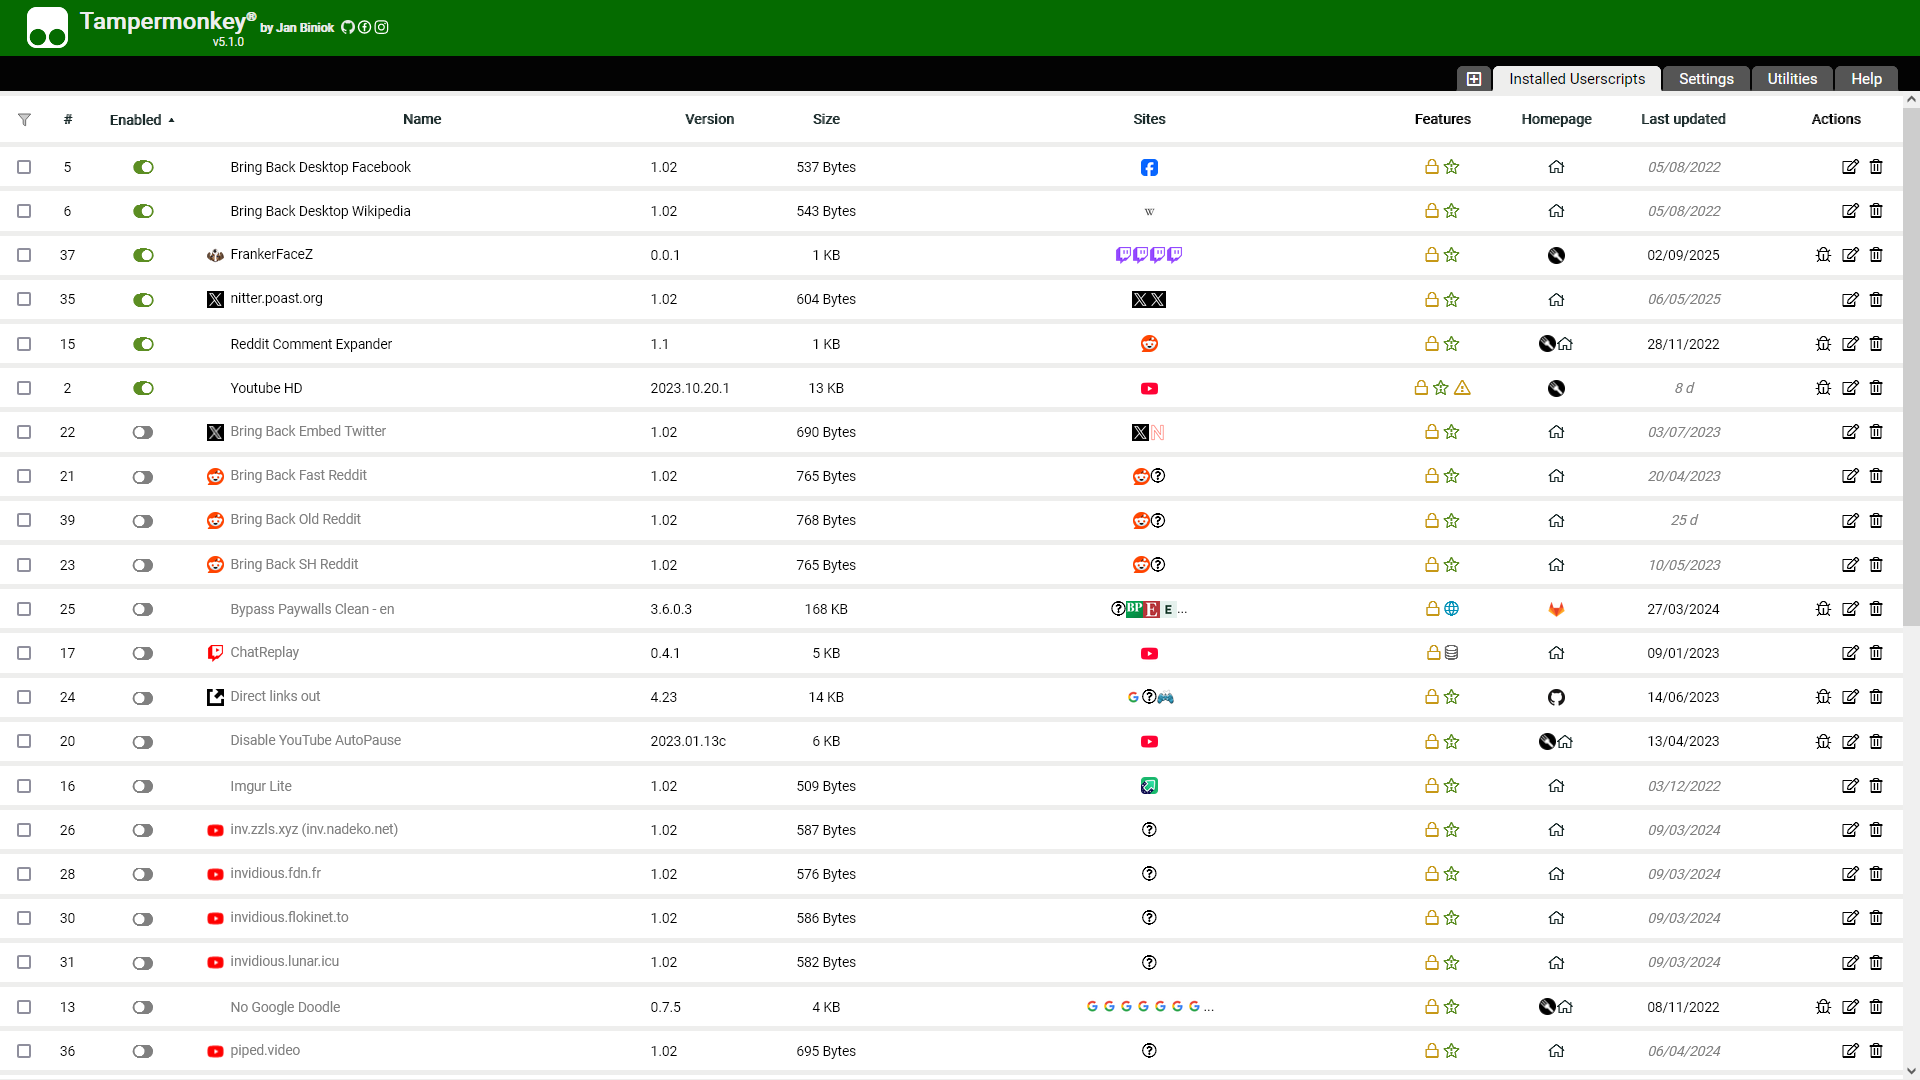 Tampermonkey® by Jan Biniok
v5.1.0
Installed Userscripts Settings Utilities Help
# Enabled Name Version Size Sites Features Homepage Last updated Actions
5 Bring Back Desktop Facebook 1.02 537 Bytes 05/08/2022
6 Bring Back Desktop Wikipedia 1.02 543 Bytes W 05/08/2022
37 FrankerFaceZ 0.0.1 1 KB 02/09/2025
35 nitter.poast.org 1.02 604 Bytes 06/05/2025
15 Reddit Comment Expander 1.1 1 KB 28/11/2022
2 Youtube HD 2023.10.20.1 13 KB 8 d
22 Bring Back Embed Twitter 1.02 690 Bytes 03/07/2023
21 Bring Back Fast Reddit 1.02 765 Bytes 20/04/2023
39 Bring Back Old Reddit 1.02 768 Bytes 25 d
23 Bring Back SH Reddit 1.02 765 Bytes 10/05/2023
25 Bypass Paywalls Clean - en 3.6.0.3 168 KB BP E E ... 27/03/2024
17 ChatReplay 0.4.1 5 KB 09/01/2023
24 Direct links out 4.23 14 KB 14/06/2023
20 Disable YouTube AutoPause 2023.01.13c 6 KB 13/04/2023
16 Imgur Lite 1.02 509 Bytes 03/12/2022
26 inv.zzls.xyz (inv.nadeko.net) 1.02 587 Bytes 09/03/2024
28 invidious.fdn.fr 1.02 576 Bytes 09/03/2024
30 invidious.flokinet.to 1.02 586 Bytes 09/03/2024
31 invidious.lunar.icu 1.02 582 Bytes 09/03/2024
13 No Google Doodle 0.7.5 4 KB ... 08/11/2022
36 piped.video 1.02 695 Bytes 06/04/2024